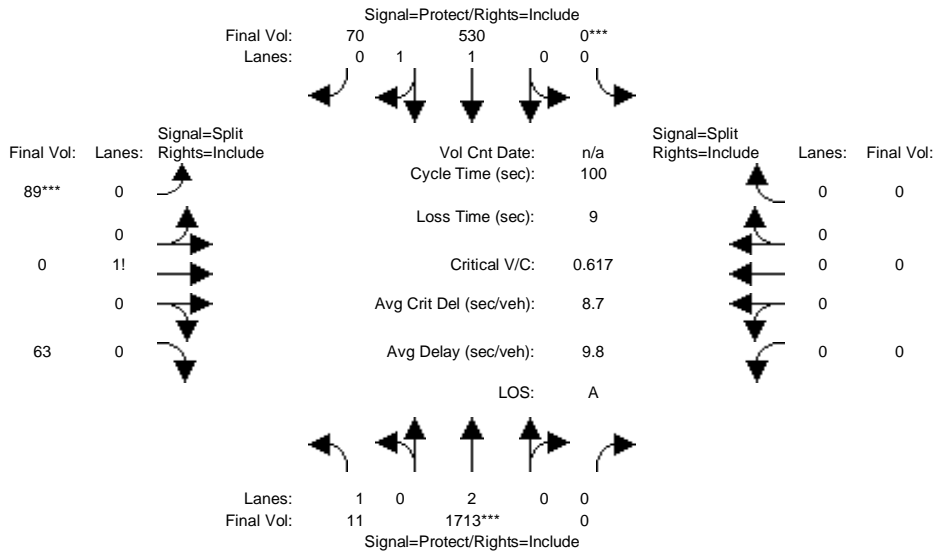 Signal=Protect/Rights=Include
Final Vol: 70 530 0***
Lanes: 0 1 1 0 0
Signal=Split
Final Vol: Lanes: Rights=Include
Vol Cnt Date: n/a
Signal=Split
Rights=Include Lanes: Final Vol:
Cycle Time (sec): 100
89*** 0
0 0
Loss Time (sec): 9
0
0
0 1!
Critical V/C: 0.617
0 0
0
Avg Crit Del (sec/veh): 8.7
0
63 0
Avg Delay (sec/veh): 9.8
0 0
LOS: A
Lanes: 1 0 2 0 0
Final Vol: 11 1713*** 0
Signal=Protect/Rights=Include